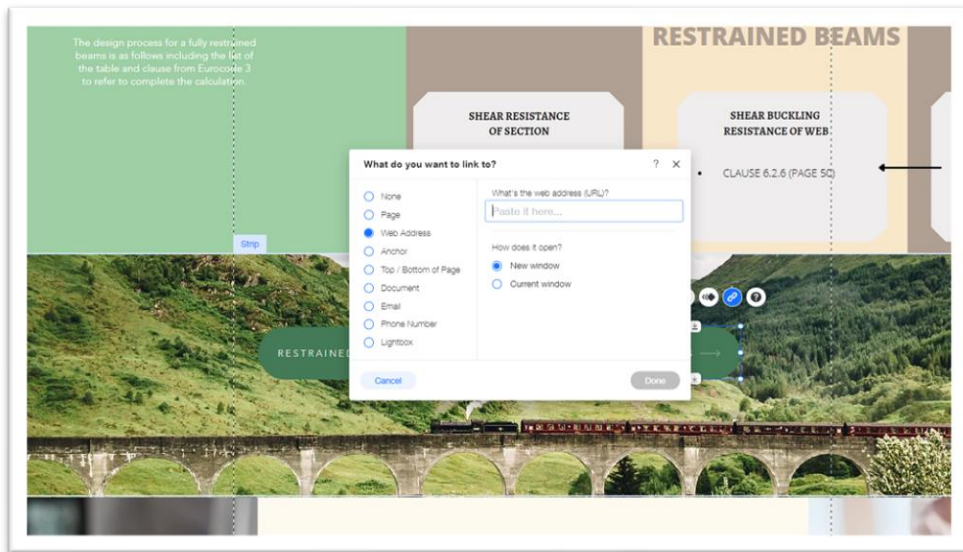 The design process for a fully restrained
beams is as follows including the list of
the table and clause from Eurocode 3
to refer to complete the calculation.
RESTRAINED BEAMS
SHEAR RESISTANCE
OF SECTION
SHEAR BUCKLING
RESISTANCE OF WEB
• CLAUSE 6.2.6 (PAGE 50)
Strip
What do you want to link to?
?
None
Page
Web Address
Anchor
Top / Bottom of Page
Document
Email
Phone Number
Lightbox
What's the web address (URL)?
Paste it here...
How does it open?
New window
Current window
Cancel
Done
RESTRAINED